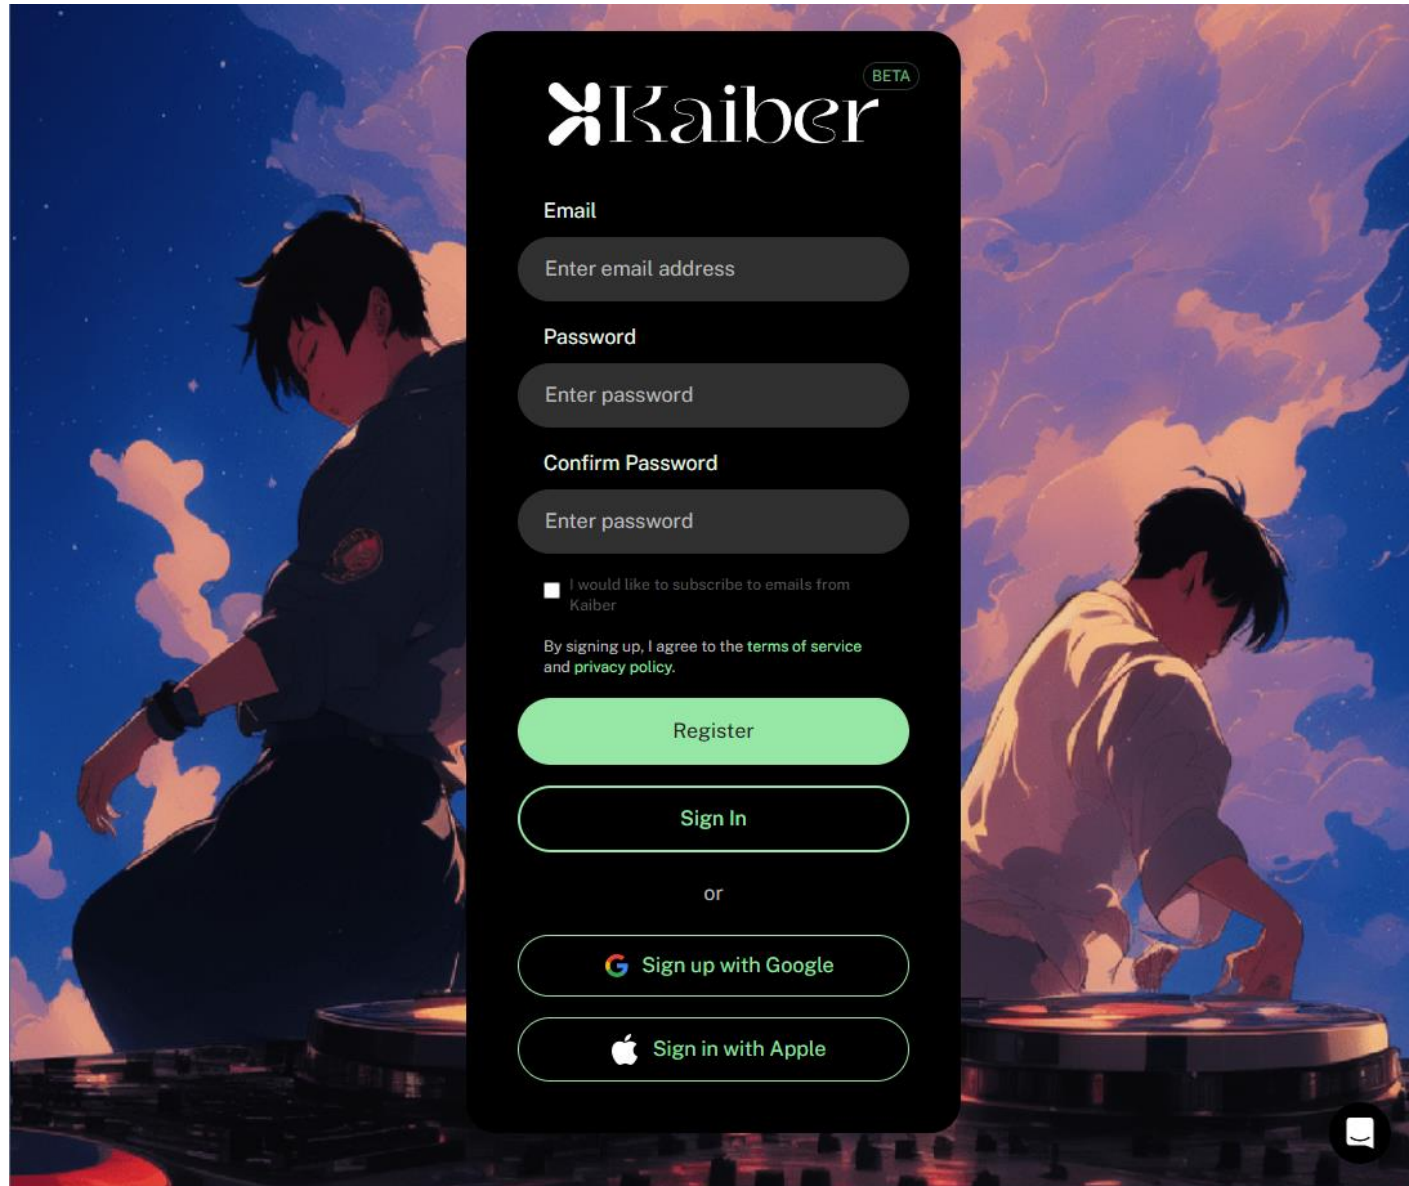 BETA
Kaiber
Email
Enter email address
Password
Enter password
Confirm Password
Enter password
I would like to subscribe to emails from
Kaiber
By signing up, I agree to the terms of service
and privacy policy.
Register
Sign In
or
Sign up with Google
Sign in with Apple